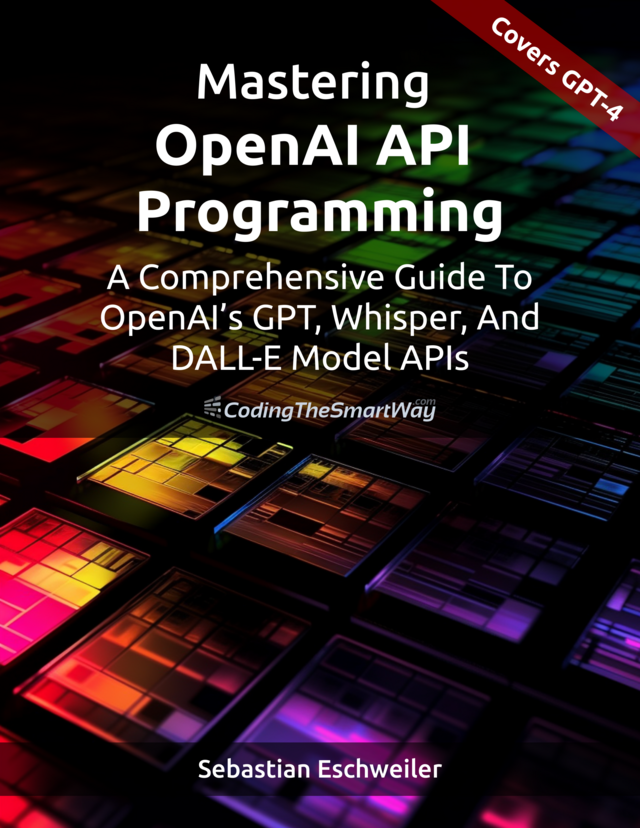 Covers GPT-4
Mastering
OpenAI API
Programming
A Comprehensive Guide To
OpenAI’s GPT, Whisper, And
DALL-E Model APIs
CodingTheSmartWay.com
Sebastian Eschweiler